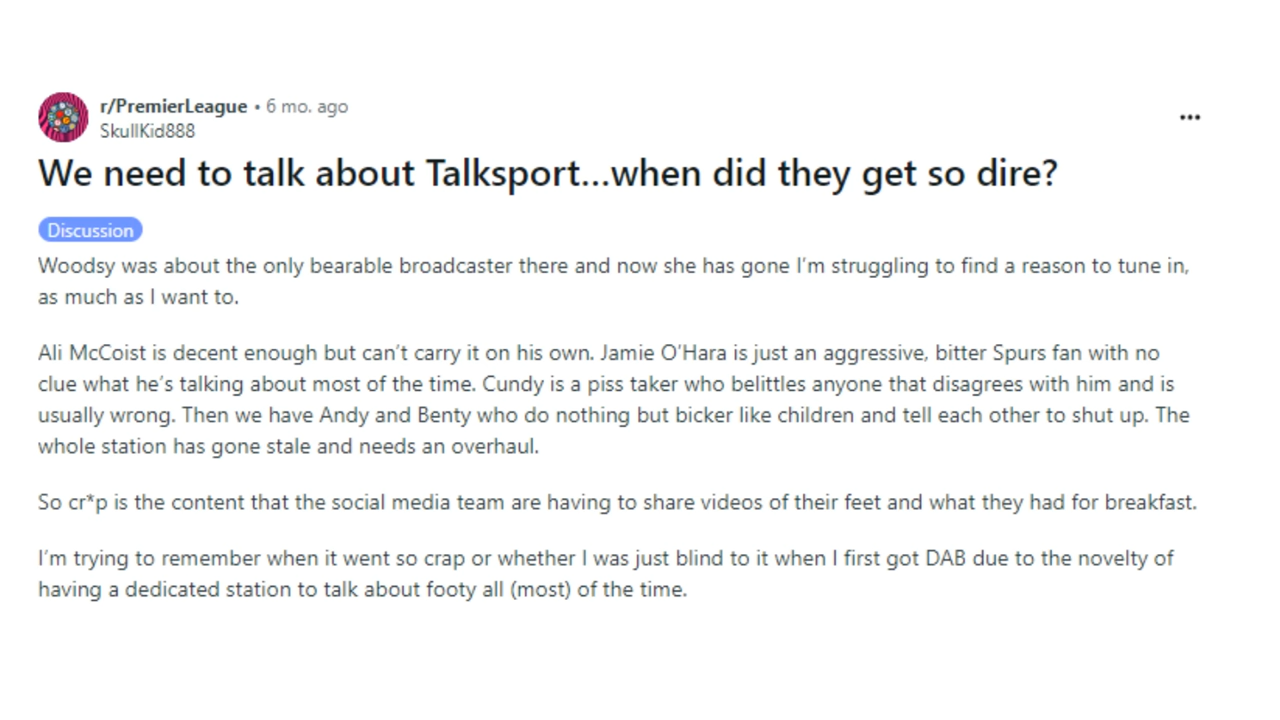 r/PremierLeague • 6 mo. ago
SkullKid888
We need to talk about Talksport...when did they get so dire?
Discussion
Woodsy was about the only bearable broadcaster there and now she has gone I'm struggling to find a reason to tune in,
as much as I want to.
Ali McCoist is decent enough but can't carry it on his own. Jamie O'Hara is just an aggressive, bitter Spurs fan with no
clue what he's talking about most of the time. Cundy is a piss taker who belittles anyone that disagrees with him and is
usually wrong. Then we have Andy and Benty who do nothing but bicker like children and tell each other to shut up. The
whole station has gone stale and needs an overhaul.
So cr*p is the content that the social media team are having to share videos of their feet and what they had for breakfast.
I'm trying to remember when it went so crap or whether I was just blind to it when I first got DAB due to the novelty of
having a dedicated station to talk about footy all (most) of the time.